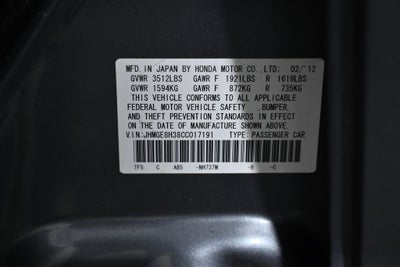 MFD.IN JAPAN BY HONDA MOTOR CO.,LTD. 02/'12
GVWR 3512LBS GAWR F 1921LBS R 1619LBS
GVWR 1594KG GAWR F 872KG R 735KG
THIS VEHICLE CONFORMS TO ALL APPLICABLE
FEDERAL MOTOR VEHICLE SAFETY ,BUMPER,
AND THEFT PREVENTION STANDARDS IN EFFECT
ON THE DATE OF MANUFACTURE SHOWN ABOVE.
V.I.N:JHMGE8H38CC017191 TYPE: PASSENGER CAR
TF5 C ABS -NH737M -B -C